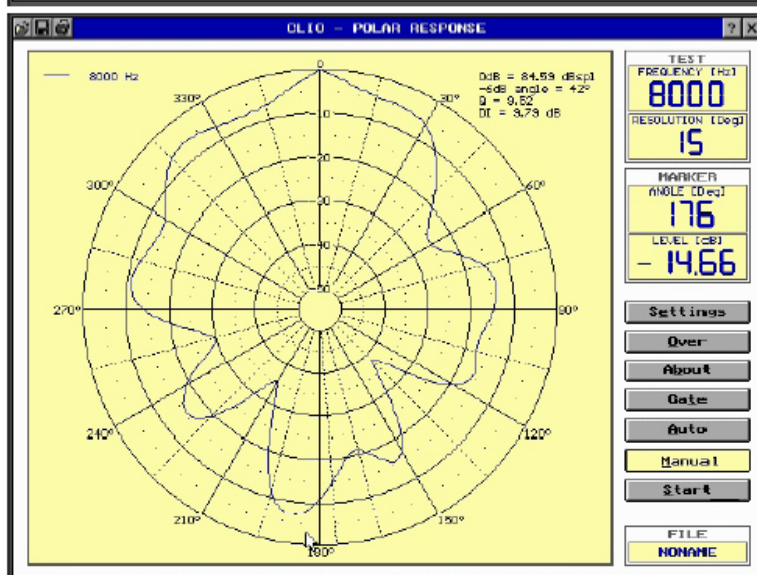 CLIO - POLAR RESPONSE
? X
8000 Hz
0dB = 84.59 dBspl
-6dB angle = 42°
Q = 9.52
DI = 9.79 dB
0
330°
30°
10
20
300°
60°
30
40
50
270°
90°
240°
120°
210°
150°
180°
TEST
FREQUENCY [Hz]
8000
RESOLUTION [Deg]
15
MARKER
ANGLE [Deg]
176
LEVEL [dB]
- 14.66
Settings
Over
About
Gate
Auto
Manual
Start
FILE
NONAME